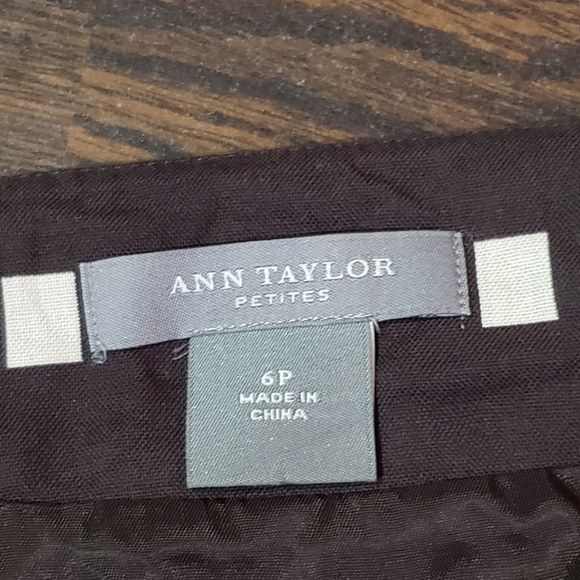 ANN TAYLOR
PETITES
6P
MADE IN
CHINA